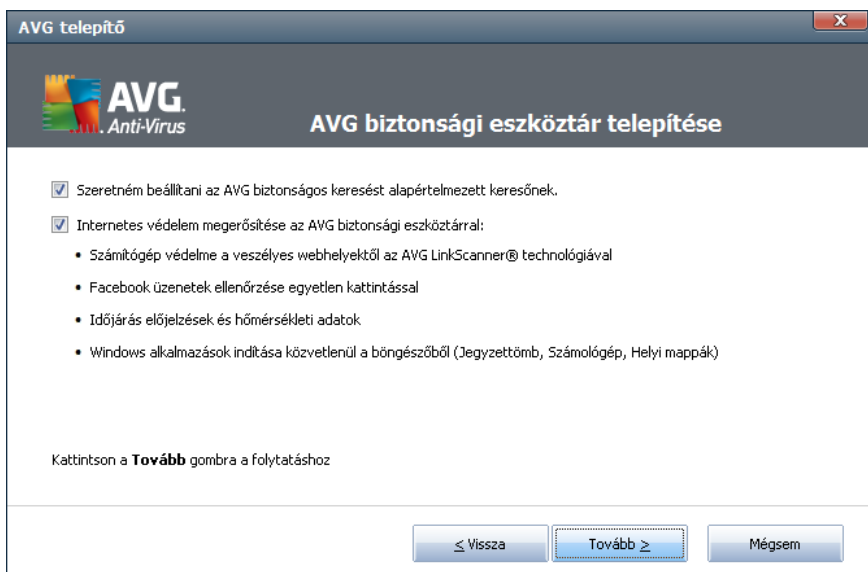 AVG telepítő
X
AVG.
Anti-Virus
AVG biztonsági eszköztár telepítése
Szeretném beállítani az AVG biztonságos keresést alapértelmezett keresőnek.
Internetes védelem megerősítése az AVG biztonsági eszköztárral:
• Számítógép védelme a veszélyes webhelyektől az AVG LinkScanner® technológiával
• Facebook üzenetek ellenőrzése egyetlen kattintással
• Időjárás előjelzések és hőmérsékleti adatok
• Windows alkalmazások indítása közvetlenül a böngészőből (Jegyzettömb, Számológép, Helyi mappák)
Kattintson a Tovább gombra a folytatáshoz
< Vissza
Tovább >
Mégsem